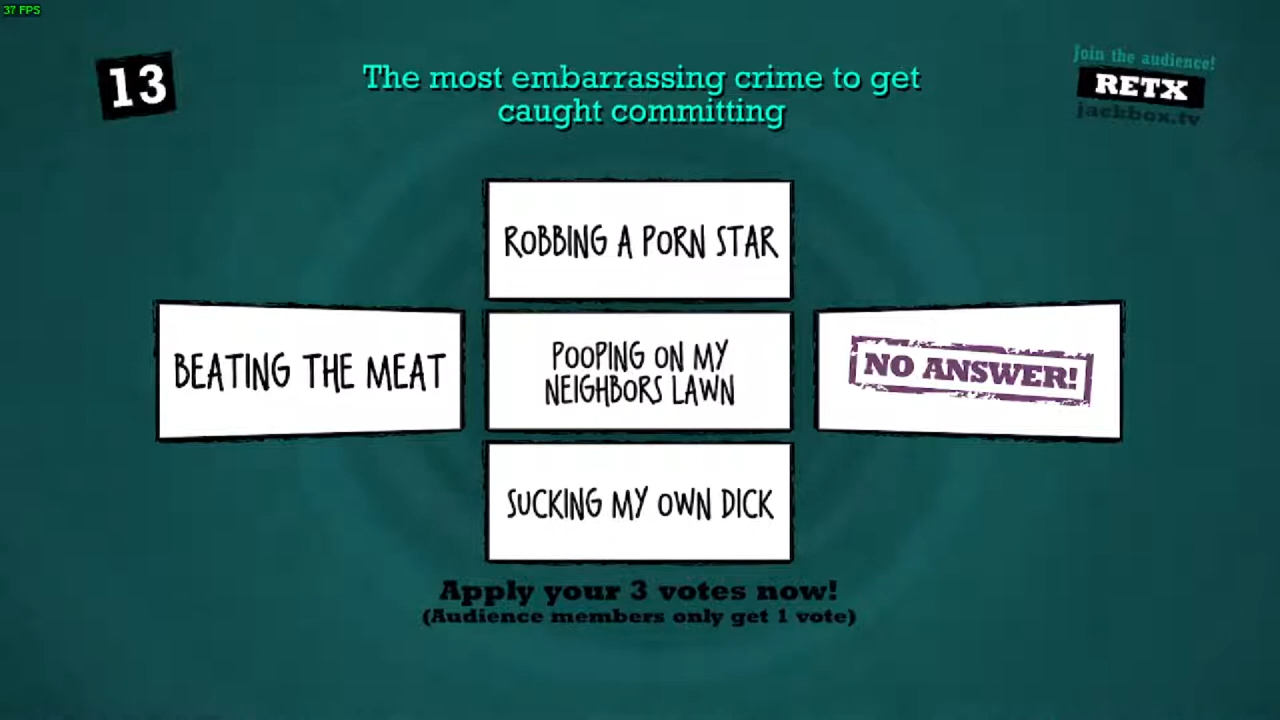 37 FPS
13
The most embarrassing crime to get
caught committing
Join the audience!
RETX
jackbox.tv
ROBBING A PORN STAR
BEATING THE MEAT
POOPING ON MY
NEIGHBORS LAWN
NO ANSWER!
SUCKING MY OWN DICK
Apply your 3 votes now!
(Audience members only get 1 vote)